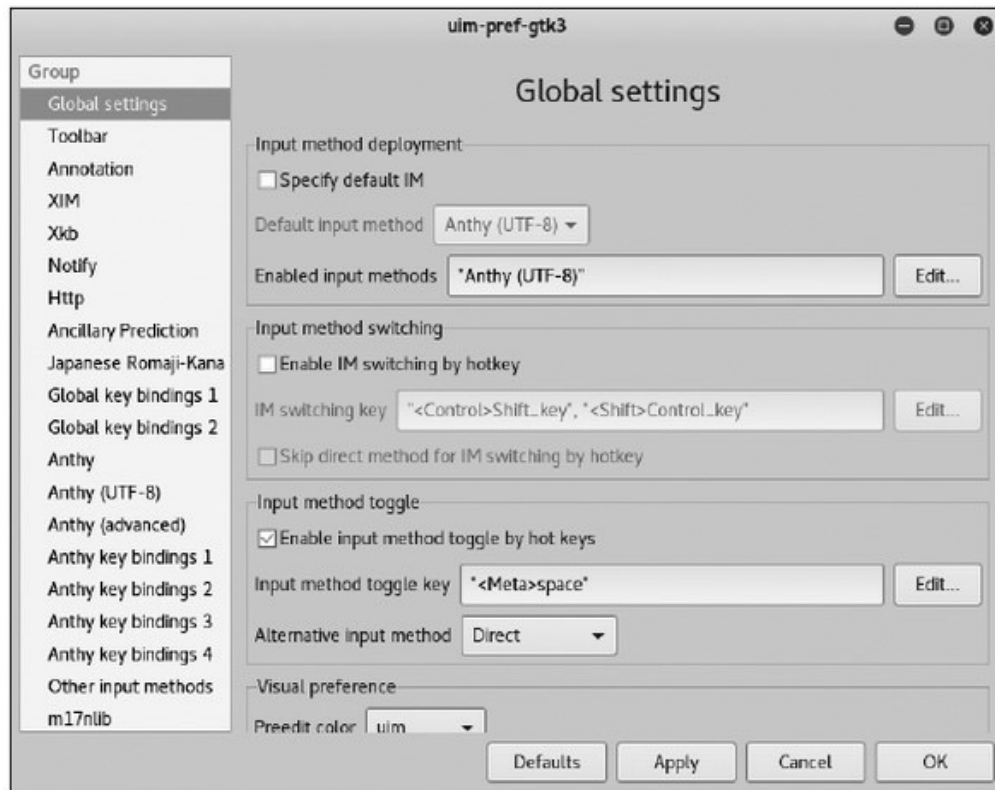 uim-pref-gtk3
Group
Global settings
Toolbar
Annotation
XIM
Xkb
Notify
Http
Ancillary Prediction
Japanese Romaji-Kana
Global key bindings 1
Global key bindings 2
Anthy
Anthy (UTF-8)
Anthy (advanced)
Anthy key bindings 1
Anthy key bindings 2
Anthy key bindings 3
Anthy key bindings 4
Other input methods
m17nlib
Global settings
Input method deployment
Specify default IM
Default input method Anthy (UTF-8)
Enabled input methods "Anthy (UTF-8)" Edit...
Input method switching
Enable IM switching by hotkey
IM switching key "<Control>Shift_key", "<Shift>Control_key" Edit...
Skip direct method for IM switching by hotkey
Input method toggle
Enable input method toggle by hot keys
Input method toggle key "<Meta>space" Edit...
Alternative input method Direct
Visual preference
Preedit color uim
Defaults Apply Cancel OK